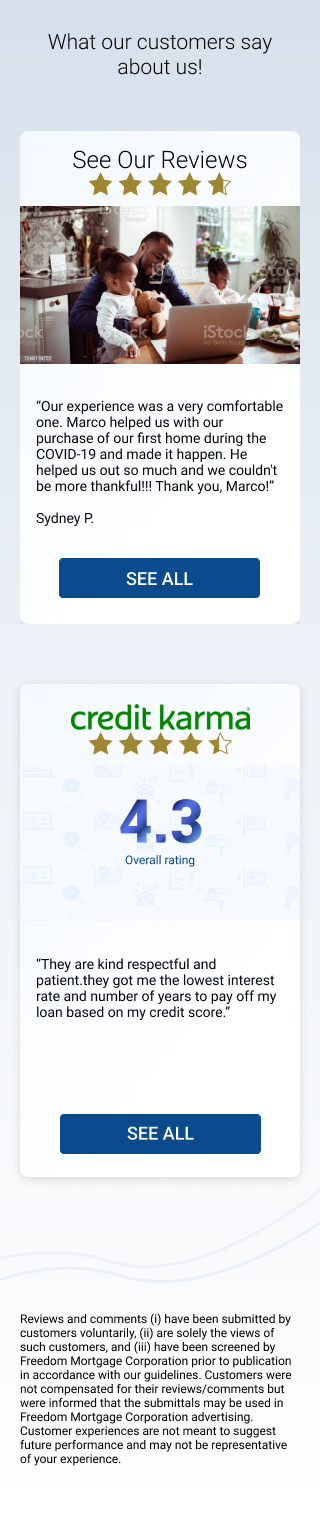 What our customers say
about us!
See Our Reviews
iStock
iStock
by Getty Images
1248119022
“Our experience was a very comfortable
one. Marco helped us with our
purchase of our first home during the
COVID-19 and made it happen. He
helped us out so much and we couldn't
be more thankful!!! Thank you, Marco!”
Sydney P.
SEE ALL
credit karma
4.3
Overall rating
“They are kind respectful and
patient.they got me the lowest interest
rate and number of years to pay off my
loan based on my credit score.”
SEE ALL
Reviews and comments (i) have been submitted by
customers voluntarily, (ii) are solely the views of
such customers, and (iii) have been screened by
Freedom Mortgage Corporation prior to publication
in accordance with our guidelines. Customers were
not compensated for their reviews/comments but
were informed that the submittals may be used in
Freedom Mortgage Corporation advertising.
Customer experiences are not meant to suggest
future performance and may not be representative
of your experience.